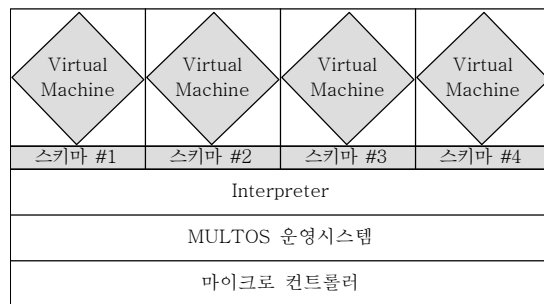 Virtual Machine
Virtual Machine
Virtual Machine
Virtual Machine
스키마 #1
스키마 #2
스키마 #3
스키마 #4
Interpreter
MULTOS 운영시스템
마이크로 컨트롤러